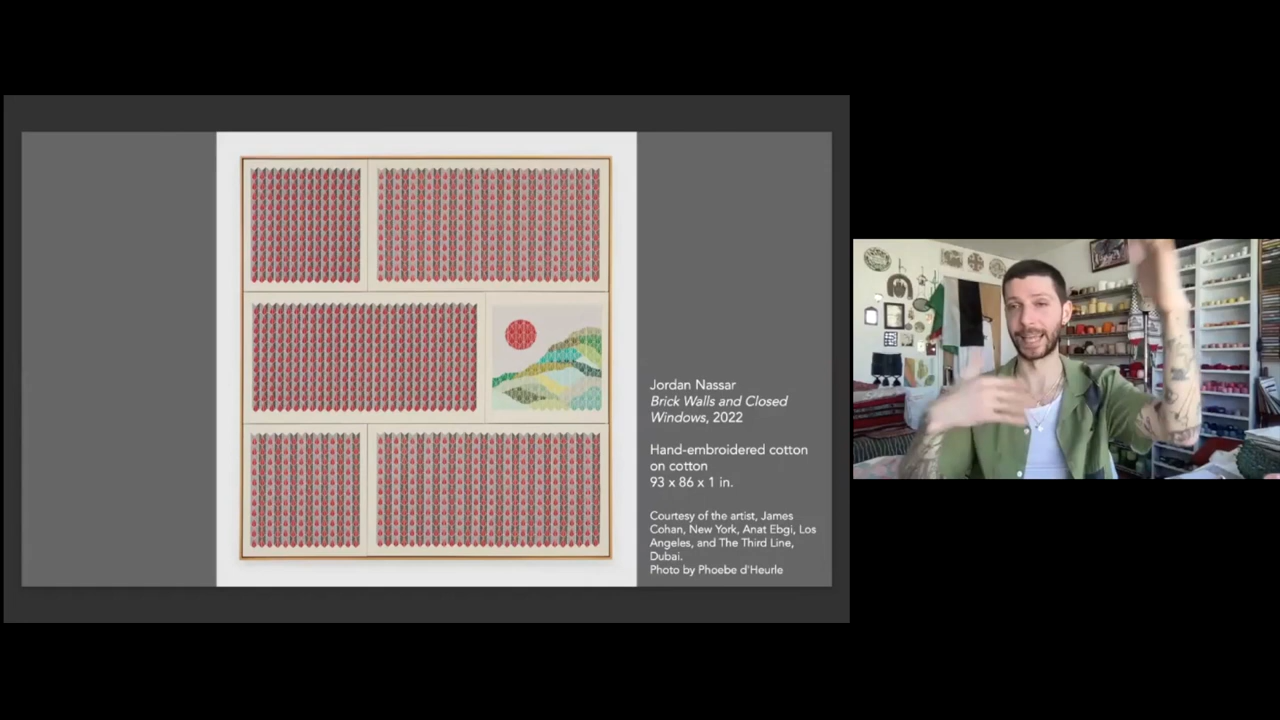 Jordan Nassar
Brick Walls and Closed
Windows, 2022
Hand-embroidered cotton
on cotton
93 x 86 x 1 in.
Courtesy of the artist, James
Cohan, New York, Anat Ebgi, Los
Angeles, and The Third Line,
Dubai.
Photo by Phoebe d'Heurle